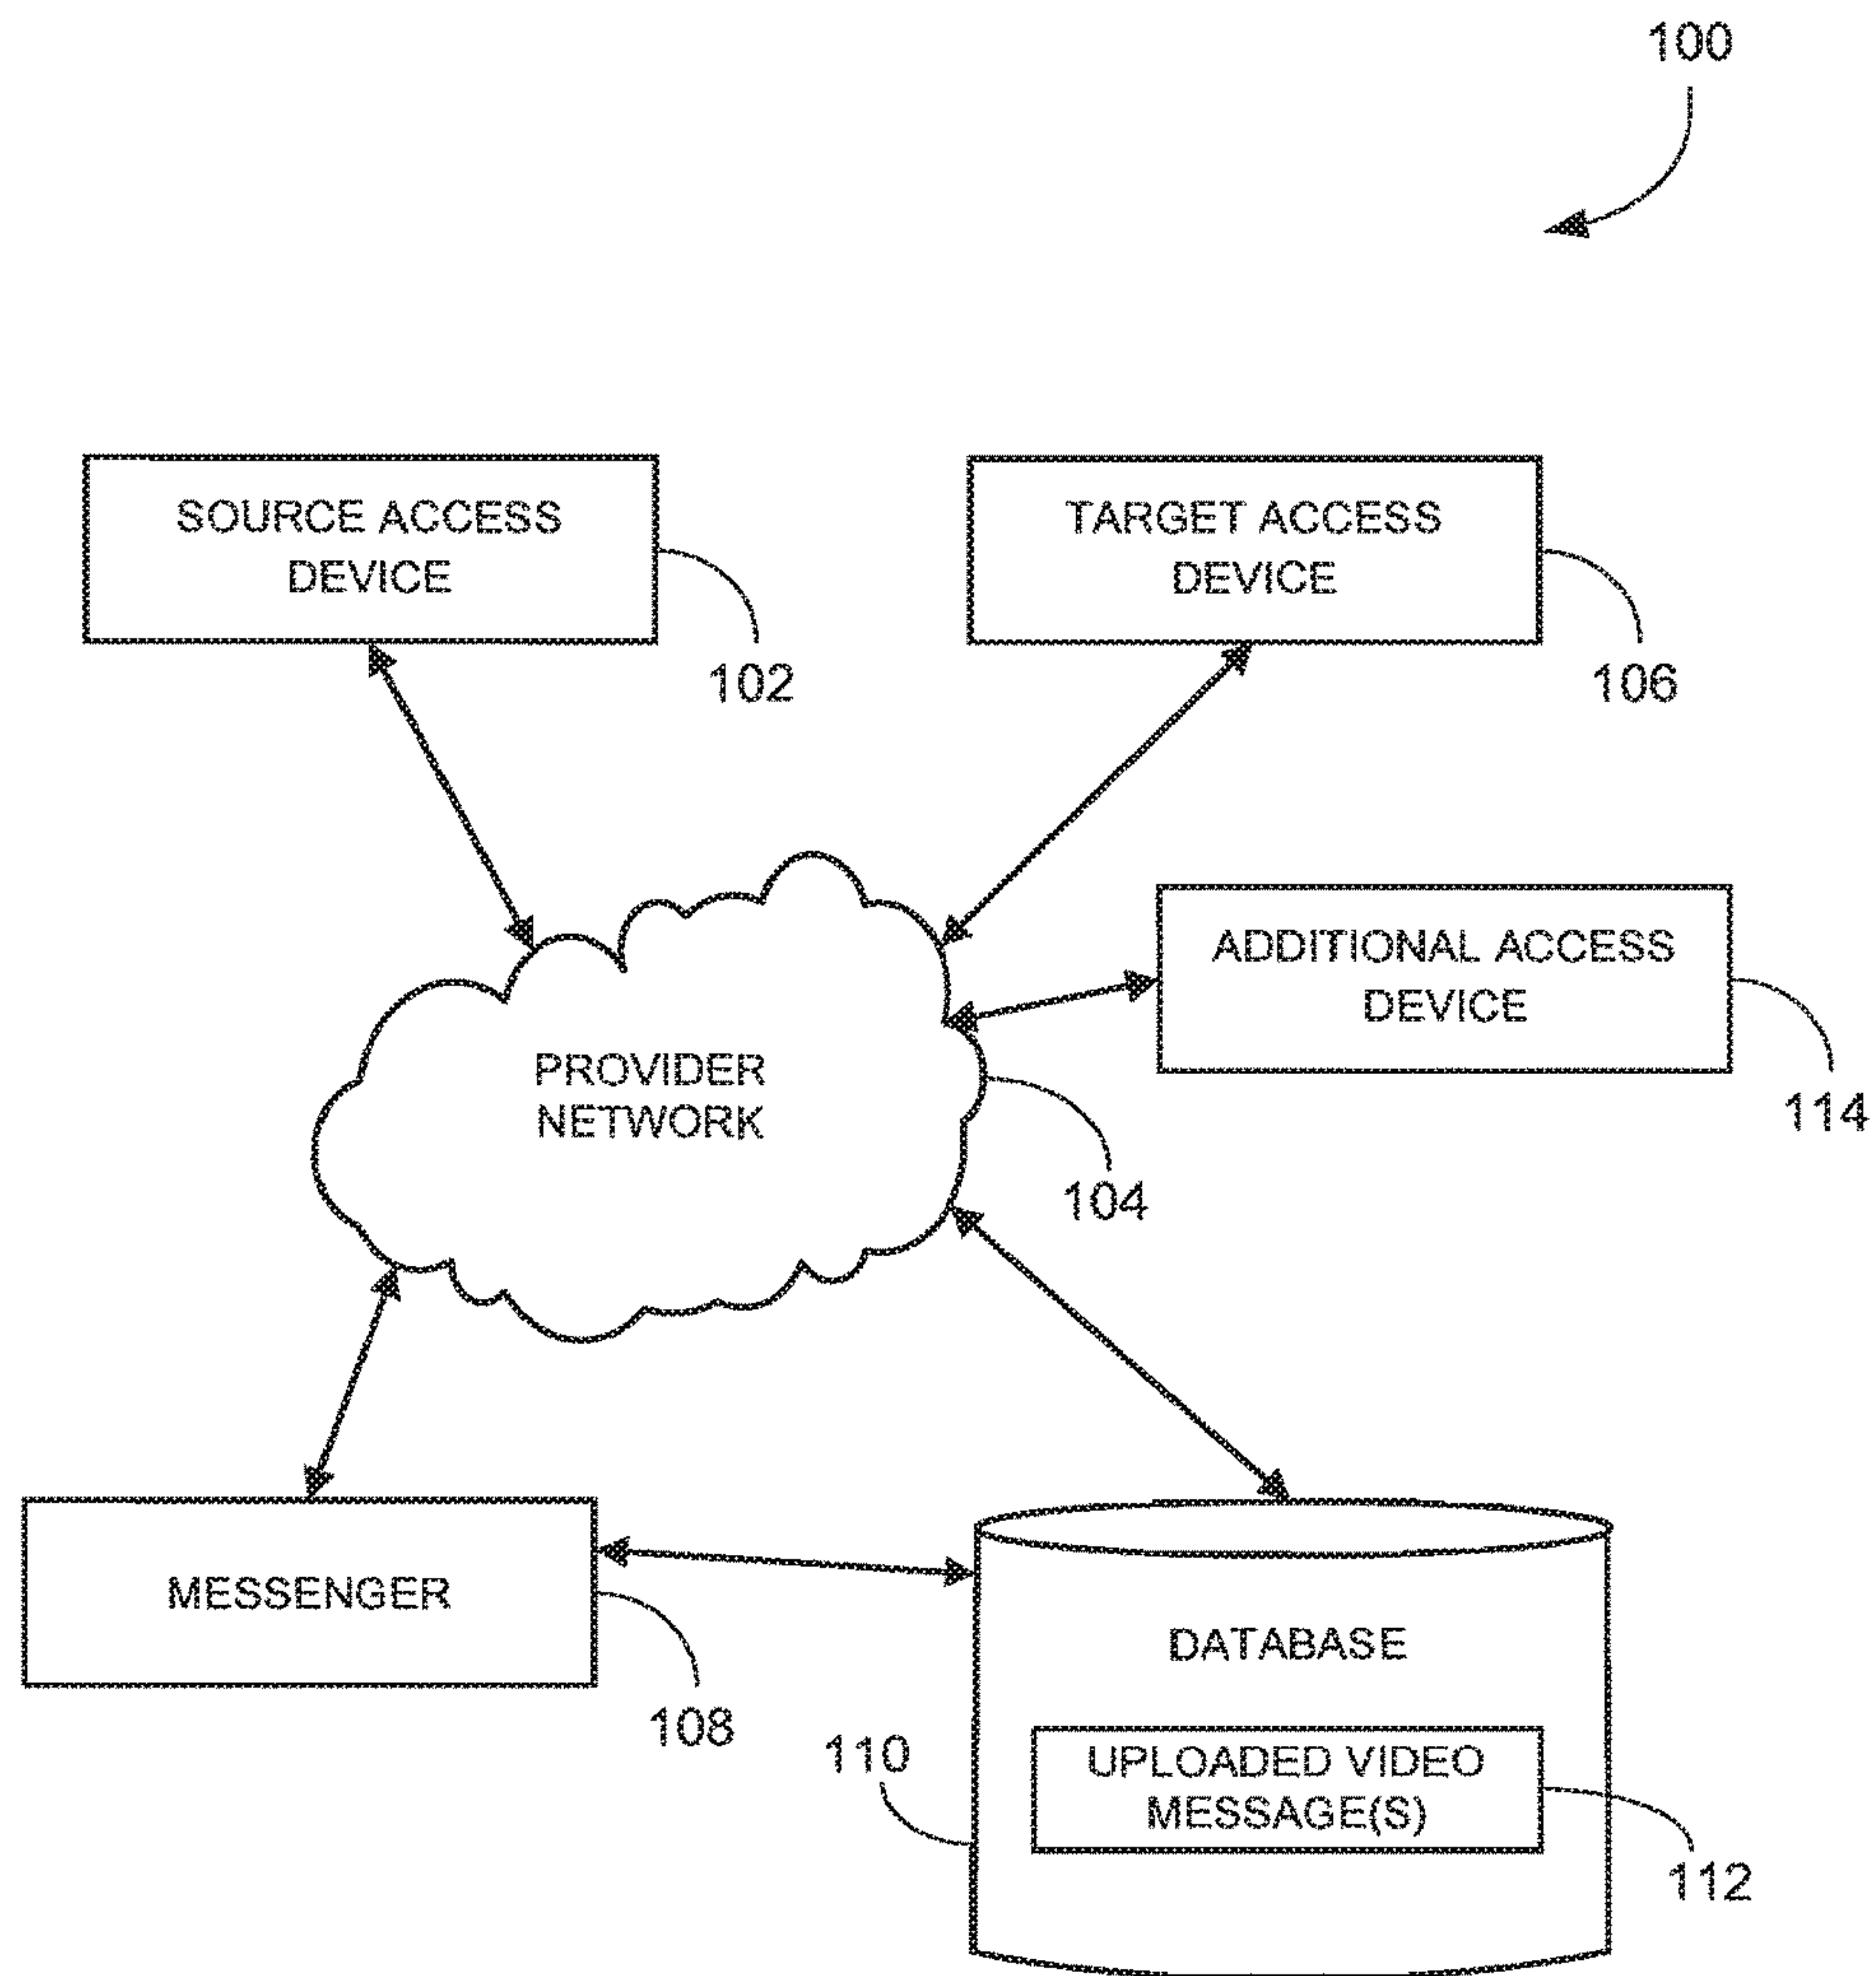 100
SOURCE ACCESS
DEVICE
102
TARGET ACCESS
DEVICE
106
ADDITIONAL ACCESS
DEVICE
114
PROVIDER
NETWORK
104
MESSENGER
108
DATABASE
110
UPLOADED VIDEO
MESSAGE(S)
112